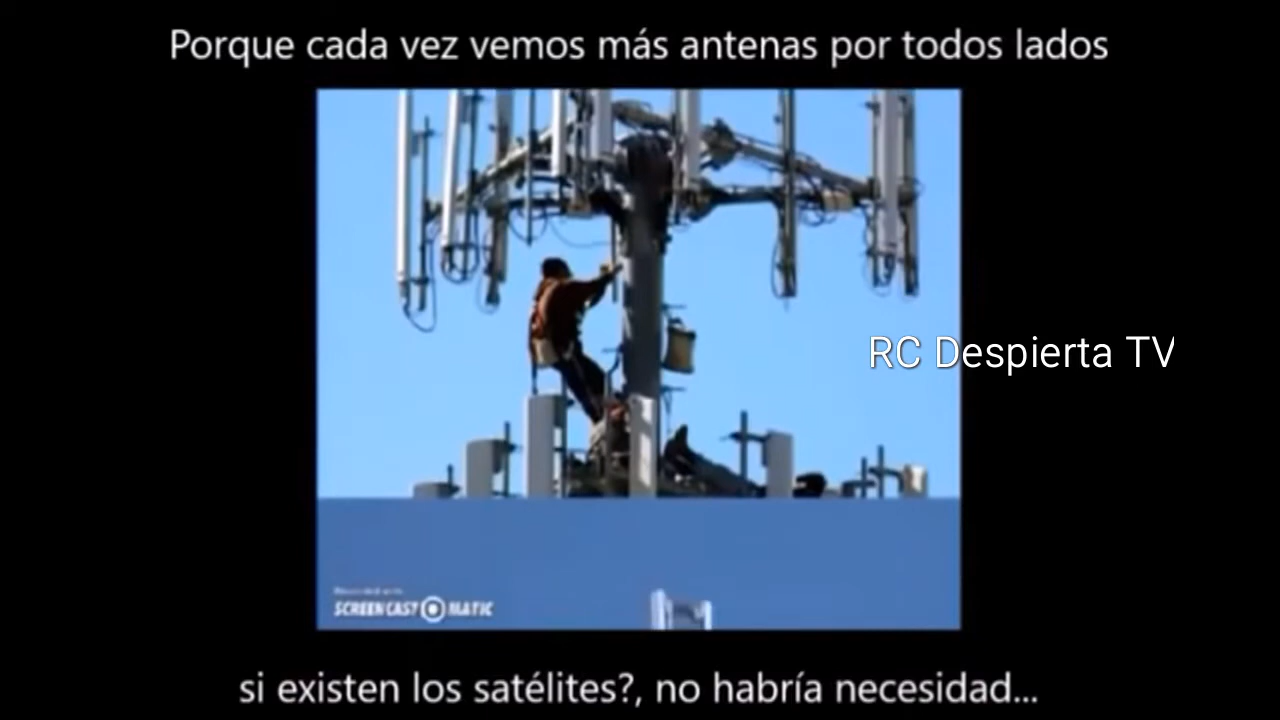 Porque cada vez vemos más antenas por todos lados
RC Despierta TV
SCREENCAST MATIC
si existen los satélites?, no habría necesidad...